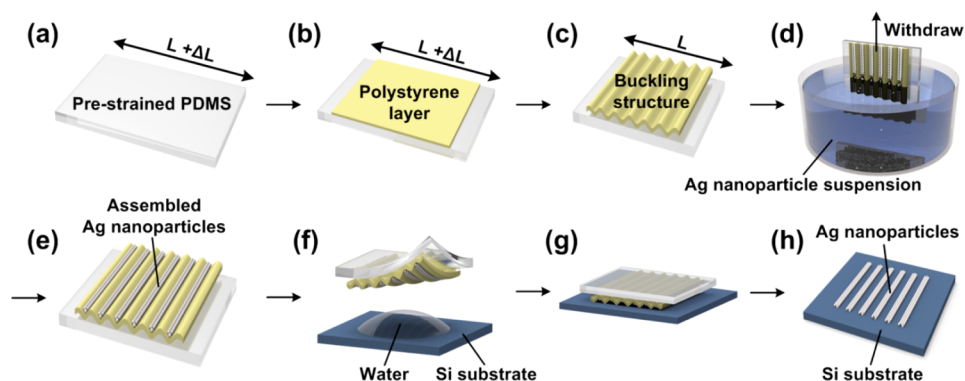 (a)
L +ΔL
Pre-strained PDMS
(b)
L +ΔL
Polystyrene
layer
(c)
L
Buckling
structure
(d)
Withdraw
Ag nanoparticle suspension
(e)
Assembled
Ag nanoparticles
(f)
Water
Si substrate
(g)
(h)
Ag nanoparticles
Si substrate